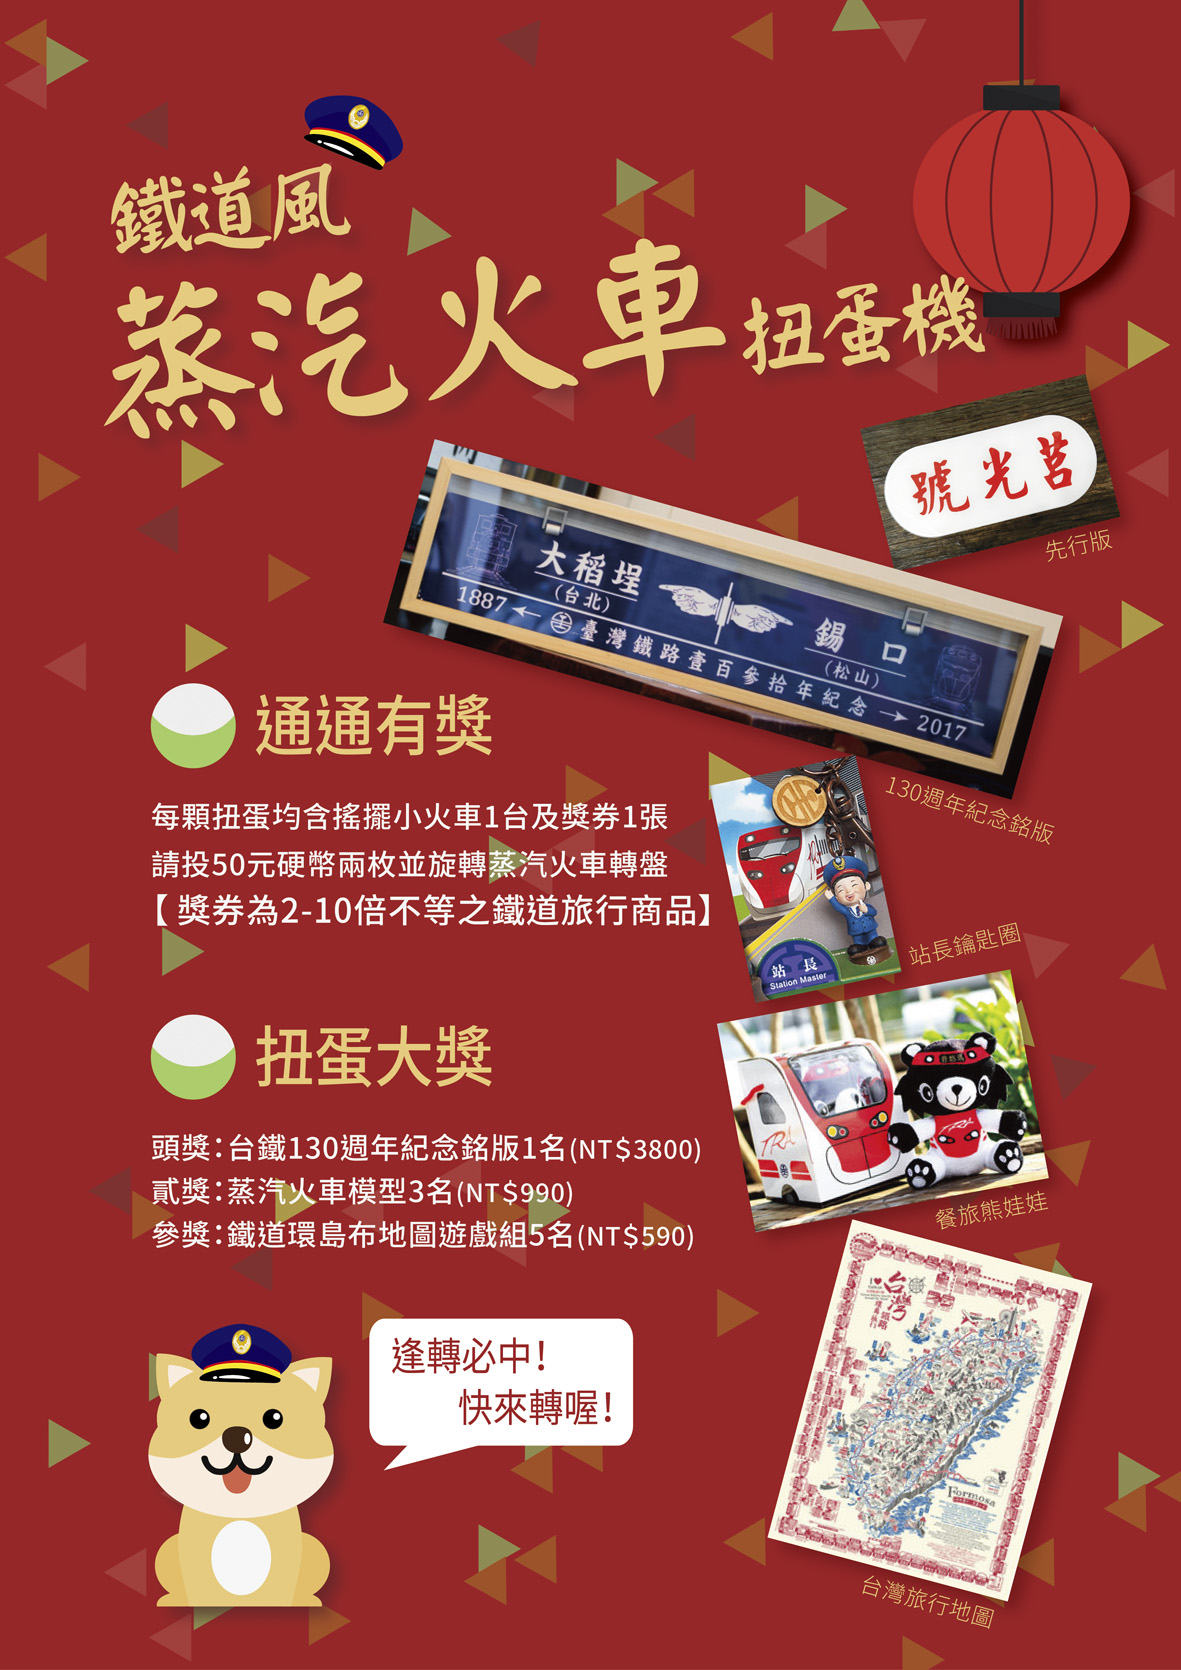 鐵道風
蒸汽火車扭蛋機
號光莒
先行版
大稻埕
(台北)
錫口
(松山)
1887 ← 臺灣鐵路壹百參拾年紀念 → 2017
130週年紀念銘版
通通有獎
每顆扭蛋均含搖擺小火車1台及獎券1張
請投50元硬幣兩枚並旋轉蒸汽火車轉盤
【獎券為2-10倍不等之鐵道旅行商品】
站長
Station Master
站長鑰匙圈
扭蛋大獎
頭獎:台鐵130週年紀念銘版1名(NT$3800)
貳獎:蒸汽火車模型3名(NT$990)
參獎:鐵道環島布地圖遊戲組5名(NT$590)
TRA
TRA
餐旅熊娃娃
逢轉必中!
快來轉喔!
台灣
Formosa
台灣旅行地圖